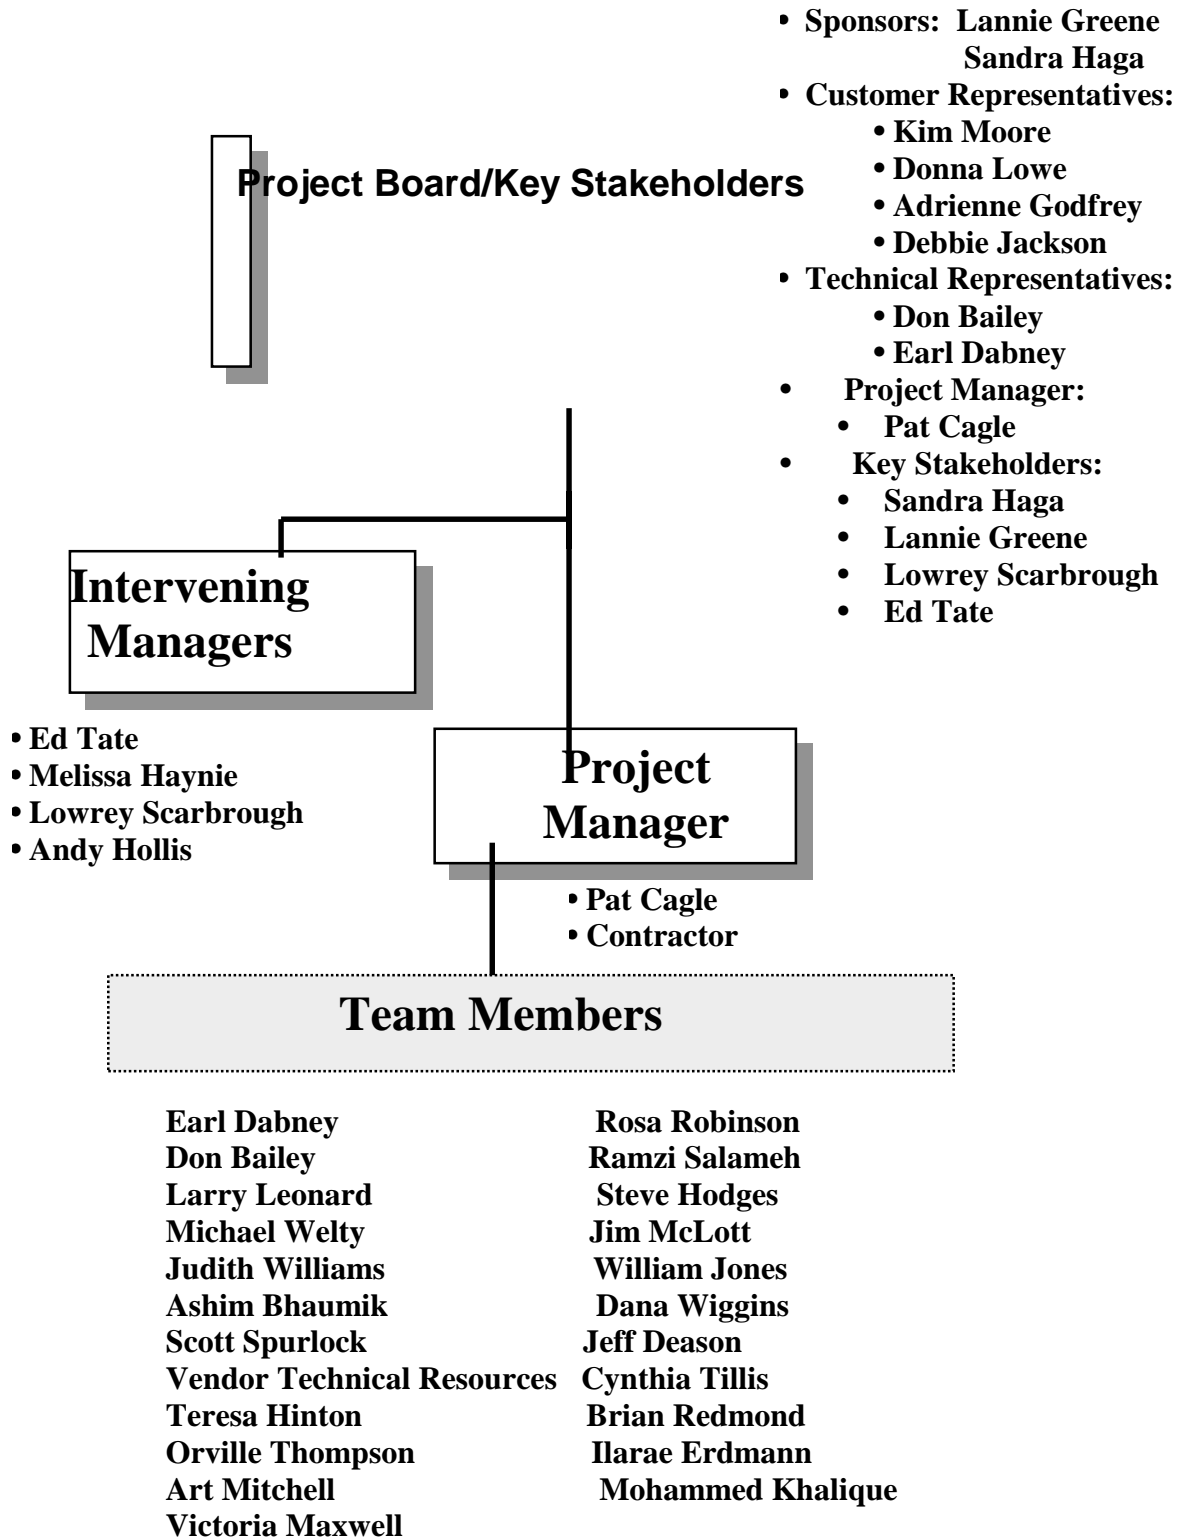 • Sponsors: Lannie Greene
Sandra Haga
• Customer Representatives:
• Kim Moore
• Donna Lowe
• Adrienne Godfrey
• Debbie Jackson
• Technical Representatives:
• Don Bailey
• Earl Dabney
• Project Manager:
• Pat Cagle
• Key Stakeholders:
• Sandra Haga
• Lannie Greene
• Lowrey Scarbrough
• Ed Tate
Project Board/Key Stakeholders
Intervening
Managers
• Ed Tate
• Melissa Haynie
• Lowrey Scarbrough
• Andy Hollis
Project
Manager
• Pat Cagle
• Contractor
Team Members
Earl Dabney Rosa Robinson
Don Bailey Ramzi Salameh
Larry Leonard Steve Hodges
Michael Welty Jim McLott
Judith Williams William Jones
Ashim Bhaumik Dana Wiggins
Scott Spurlock Jeff Deason
Vendor Technical Resources Cynthia Tillis
Teresa Hinton Brian Redmond
Orville Thompson Ilarae Erdmann
Art Mitchell Mohammed Khalique
Victoria Maxwell